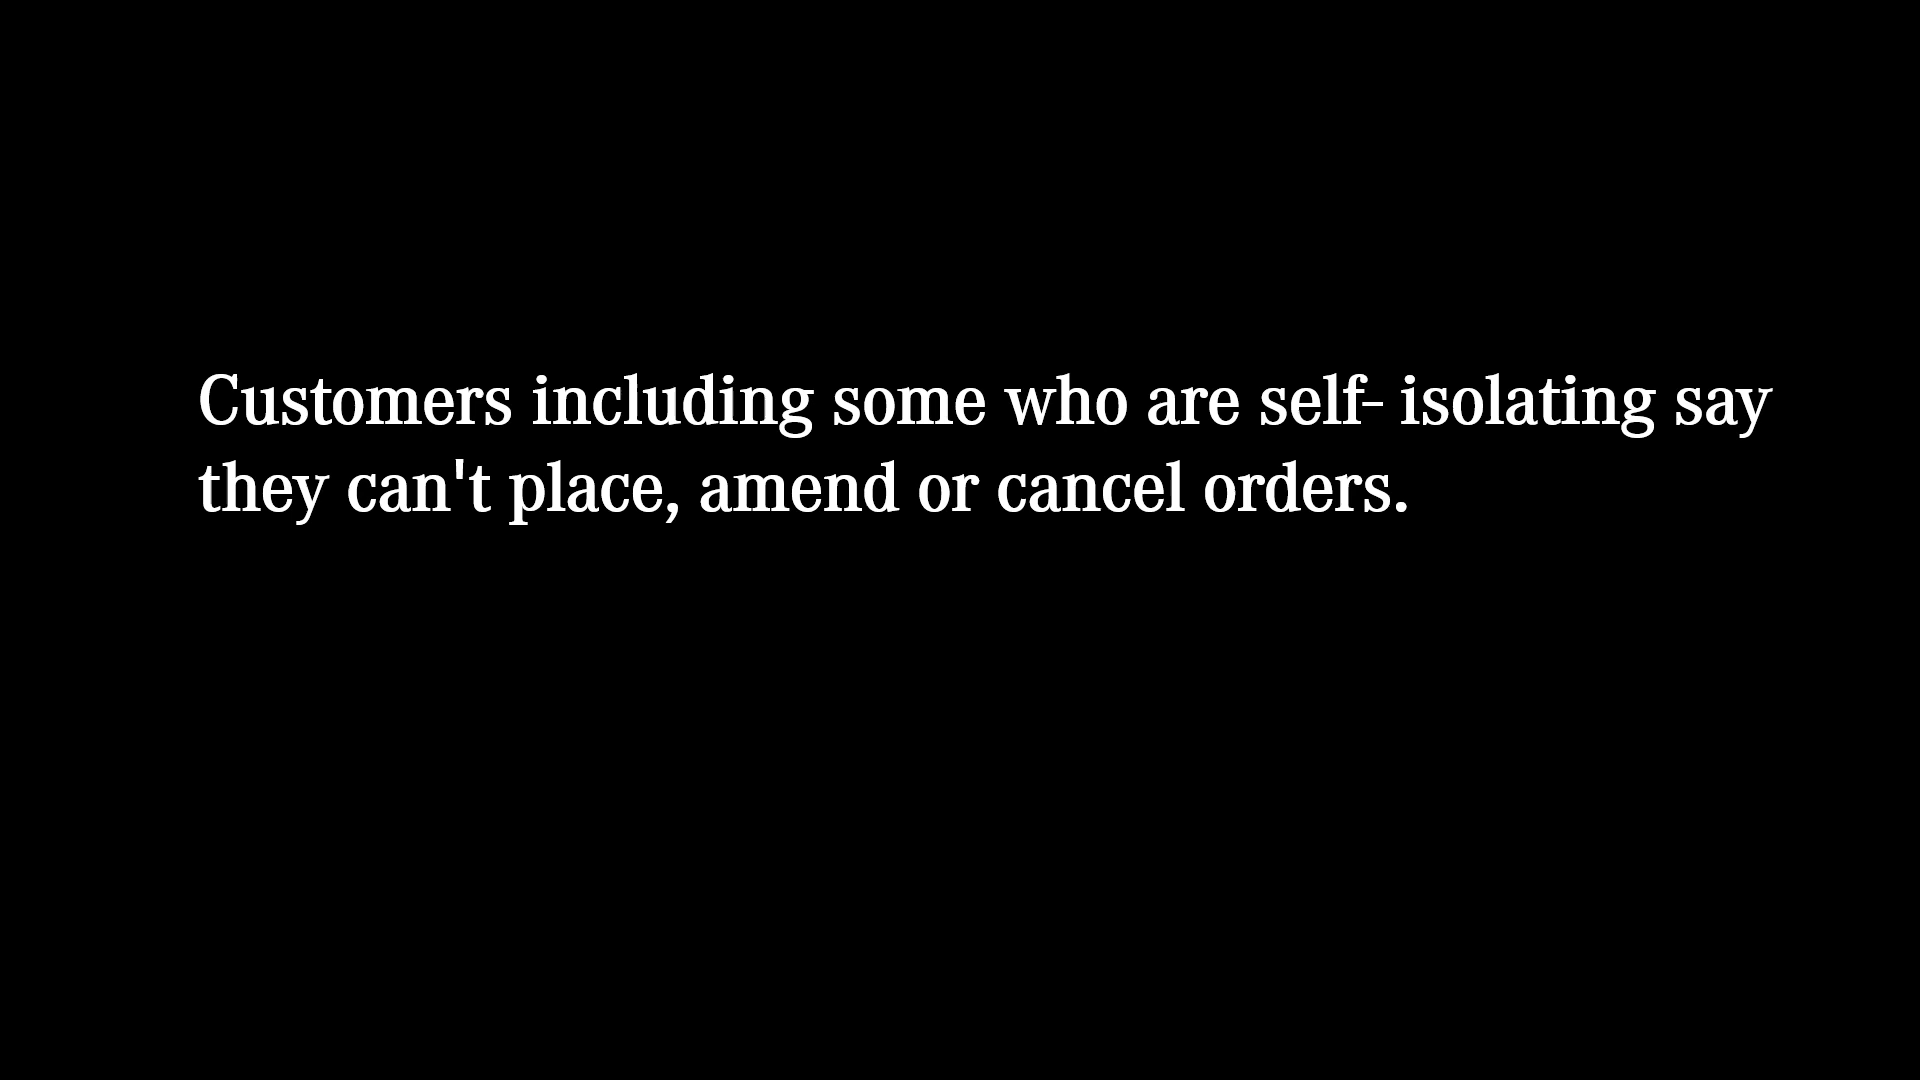 Customers including some who are self- isolating say
they can't place, amend or cancel orders.